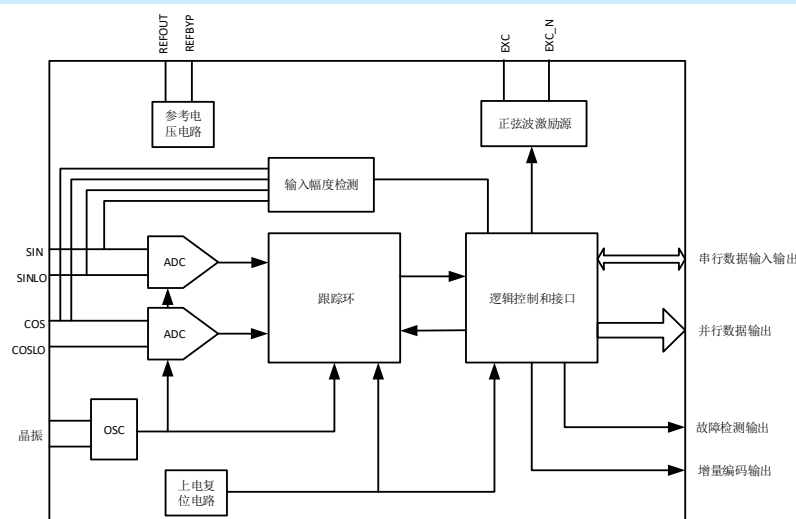 REFOUT
REFBYP
EXC
EXC_N
参考电
压电路
正弦波激励源
输入幅度检测
SIN
SINLO
ADC
COS
COSLO
ADC
跟踪环
逻辑控制和接口
串行数据输入输出
并行数据输出
晶振
OSC
故障检测输出
上电复
位电路
增量编码输出